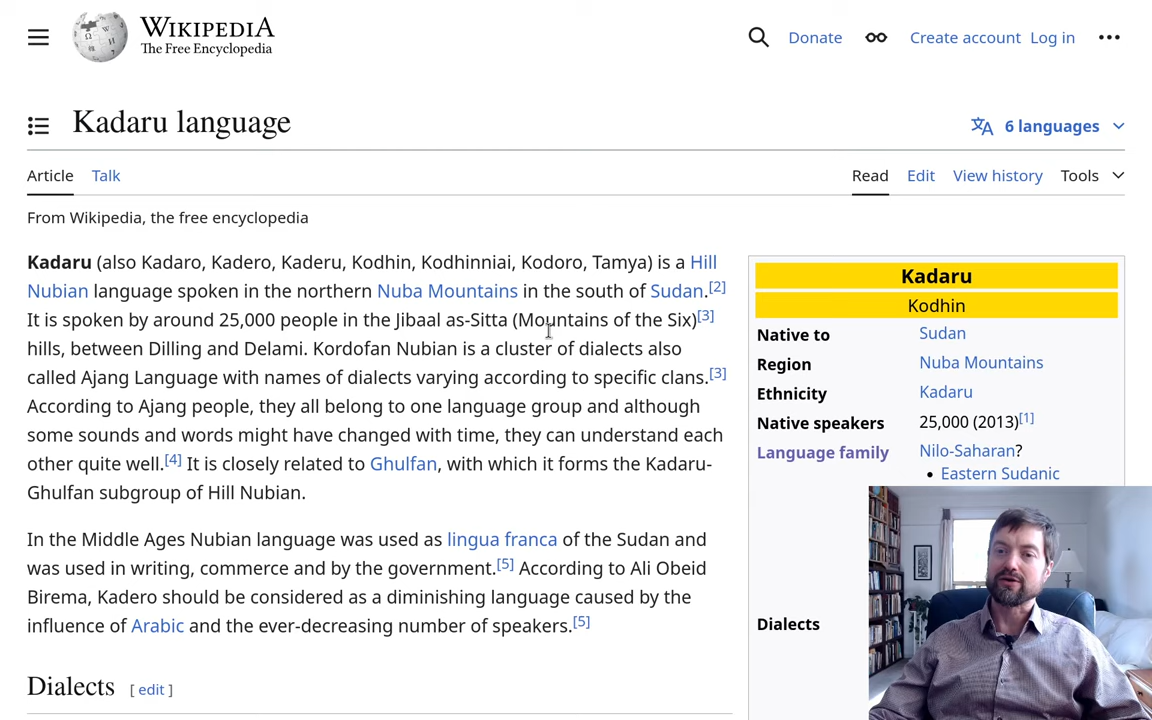 WIKIPEDIA
The Free Encyclopedia
Donate
Create account Log in
Kadaru language
6 languages
Article Talk
Read Edit View history Tools
From Wikipedia, the free encyclopedia
Kadaru (also Kadaro, Kadero, Kaderu, Kodhin, Kodhinniai, Kodoro, Tamya) is a Hill
Nubian language spoken in the northern Nuba Mountains in the south of Sudan.[2]
It is spoken by around 25,000 people in the Jibaal as-Sitta (Mountains of the Six)[3]
hills, between Dilling and Delami. Kordofan Nubian is a cluster of dialects also
called Ajang Language with names of dialects varying according to specific clans.[3]
According to Ajang people, they all belong to one language group and although
some sounds and words might have changed with time, they can understand each
other quite well.[4] It is closely related to Ghulfan, with which it forms the Kadaru-
Ghulfan subgroup of Hill Nubian.
In the Middle Ages Nubian language was used as lingua franca of the Sudan and
was used in writing, commerce and by the government.[5] According to Ali Obeid
Birema, Kadero should be considered as a diminishing language caused by the
influence of Arabic and the ever-decreasing number of speakers.[5]
Dialects [ edit ]
Kadaru
Kodhin
Native to Sudan
Region Nuba Mountains
Ethnicity Kadaru
Native speakers 25,000 (2013)[1]
Language family Nilo-Saharan?
• Eastern Sudanic
Dialects